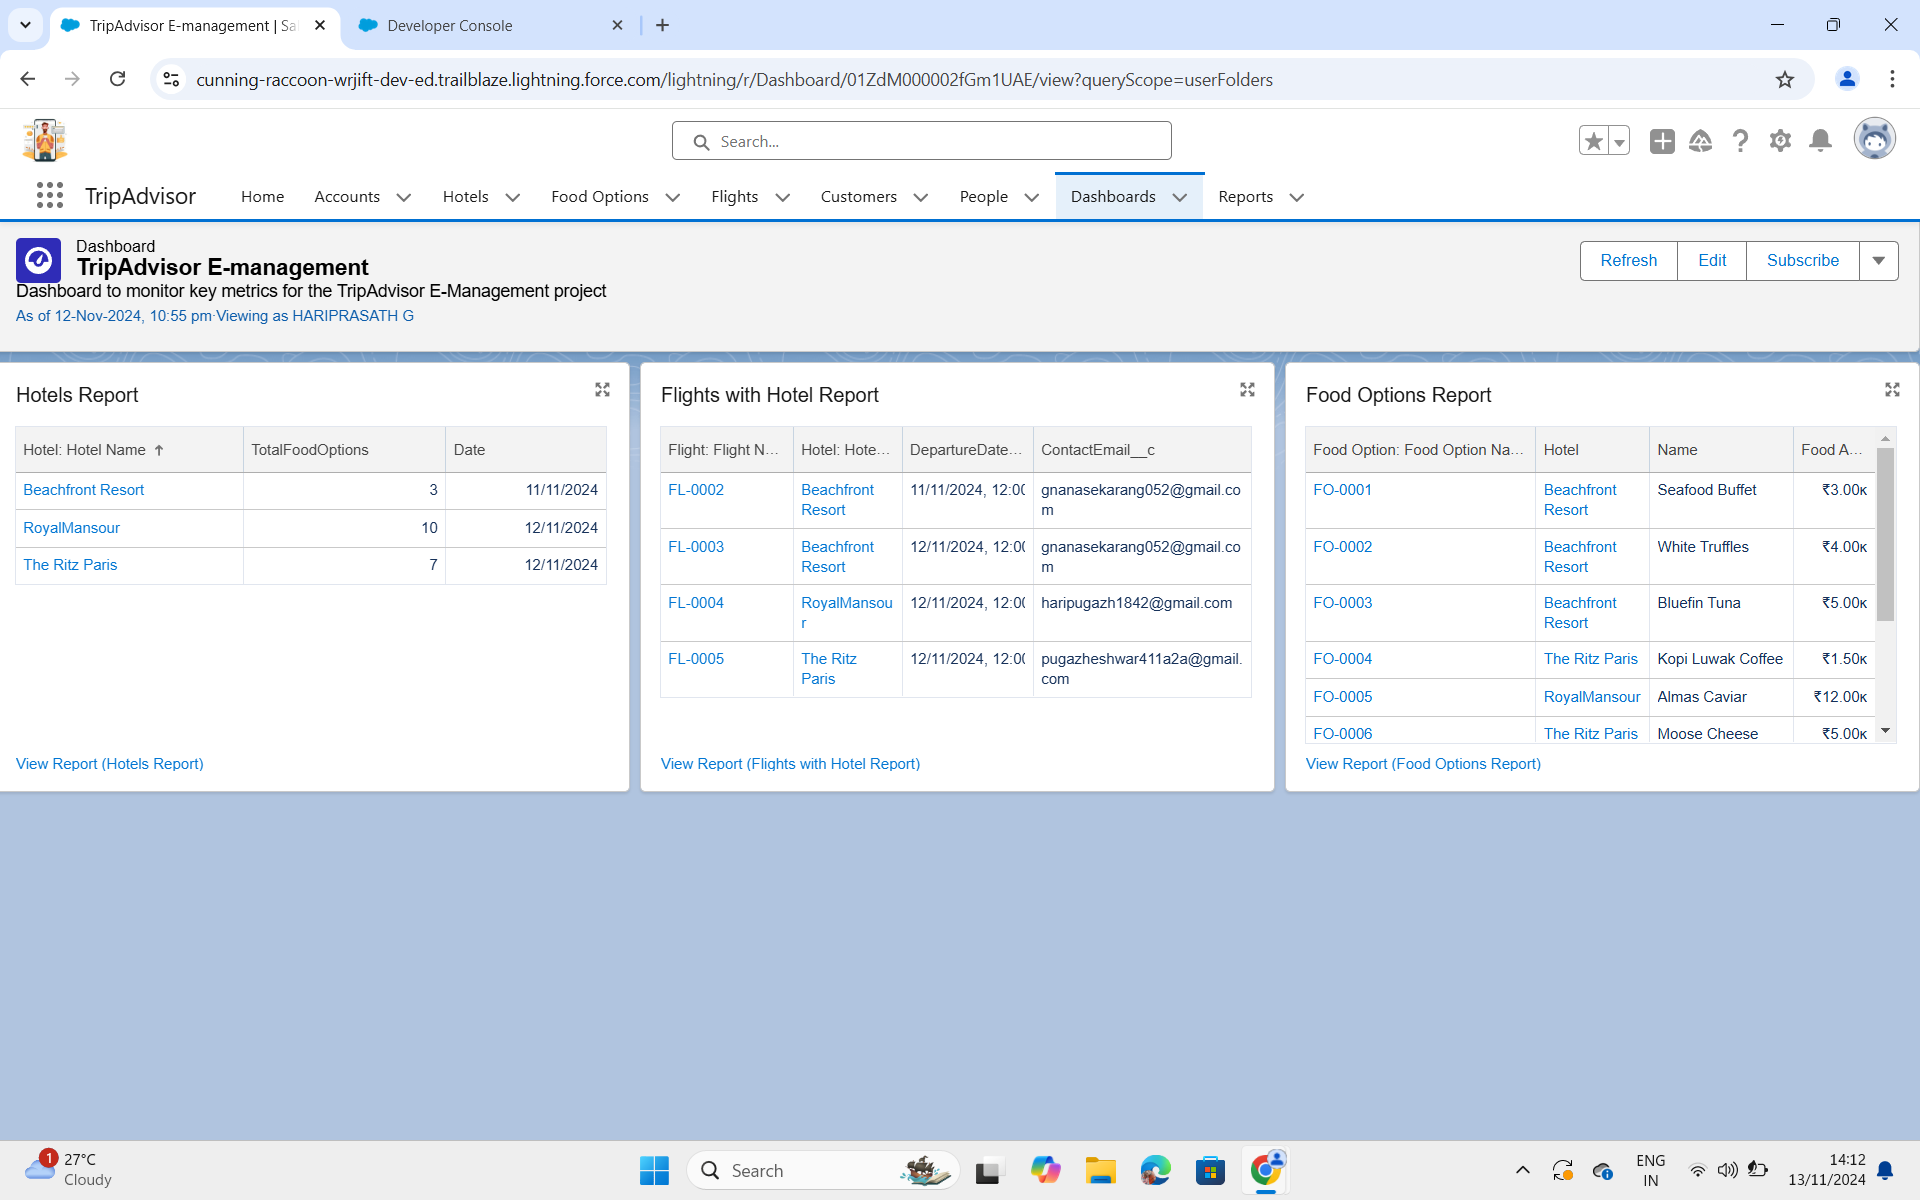 TripAdvisor E-management | Sa
Developer Console
cunning-raccoon-wrjift-dev-ed.trailblaze.lightning.force.com/lightning/r/Dashboard/01ZdM000002fGm1UAE/view?queryScope=userFolders
Search...
TripAdvisor
Home
Accounts
Hotels
Food Options
Flights
Customers
People
Dashboards
Reports
Dashboard
TripAdvisor E-management
Dashboard to monitor key metrics for the TripAdvisor E-Management project
As of 12-Nov-2024, 10:55 pm·Viewing as HARIPRASATH G
Refresh
Edit
Subscribe
Hotels Report
Hotel: Hotel Name TotalFoodOptions Date
Beachfront Resort 3 11/11/2024
RoyalMansour 10 12/11/2024
The Ritz Paris 7 12/11/2024
View Report (Hotels Report)
Flights with Hotel Report
Flight: Flight N... Hotel: Hote... DepartureDate... ContactEmail__c
FL-0002 Beachfront 11/11/2024, 12:00 gnanasekarang052@gmail.co
Resort m
FL-0003 Beachfront 12/11/2024, 12:00 gnanasekarang052@gmail.co
Resort m
FL-0004 RoyalMansou 12/11/2024, 12:00 haripugazh1842@gmail.com
r
FL-0005 The Ritz 12/11/2024, 12:00 pugazheshwar411a2a@gmail.
Paris com
View Report (Flights with Hotel Report)
Food Options Report
Food Option: Food Option Na... Hotel Name Food A...
FO-0001 Beachfront Seafood Buffet ₹3.00K
Resort
FO-0002 Beachfront White Truffles ₹4.00K
Resort
FO-0003 Beachfront Bluefin Tuna ₹5.00K
Resort
FO-0004 The Ritz Paris Kopi Luwak Coffee ₹1.50K
FO-0005 RoyalMansour Almas Caviar ₹12.00K
FO-0006 The Ritz Paris Moose Cheese ₹5.00K
View Report (Food Options Report)
1
27°C
Cloudy
Search
ENG
IN
14:12
13/11/2024